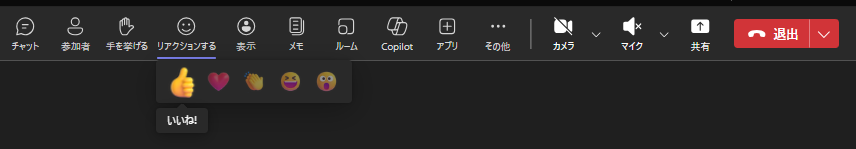 チャット 参加者 手を挙げる リアクションする 表示 メモ ルーム Copilot アプリ その他 カメラ マイク 共有 退出
いいね!